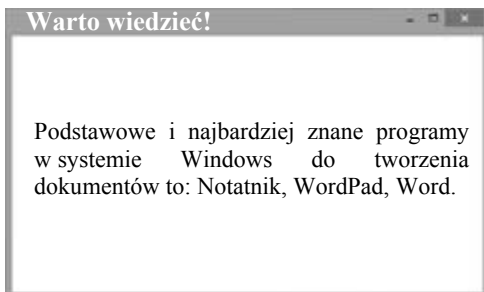 Warto wiedzieć!
Podstawowe i najbardziej znane programy
w systemie Windows do tworzenia
dokumentów to: Notatnik, WordPad, Word.